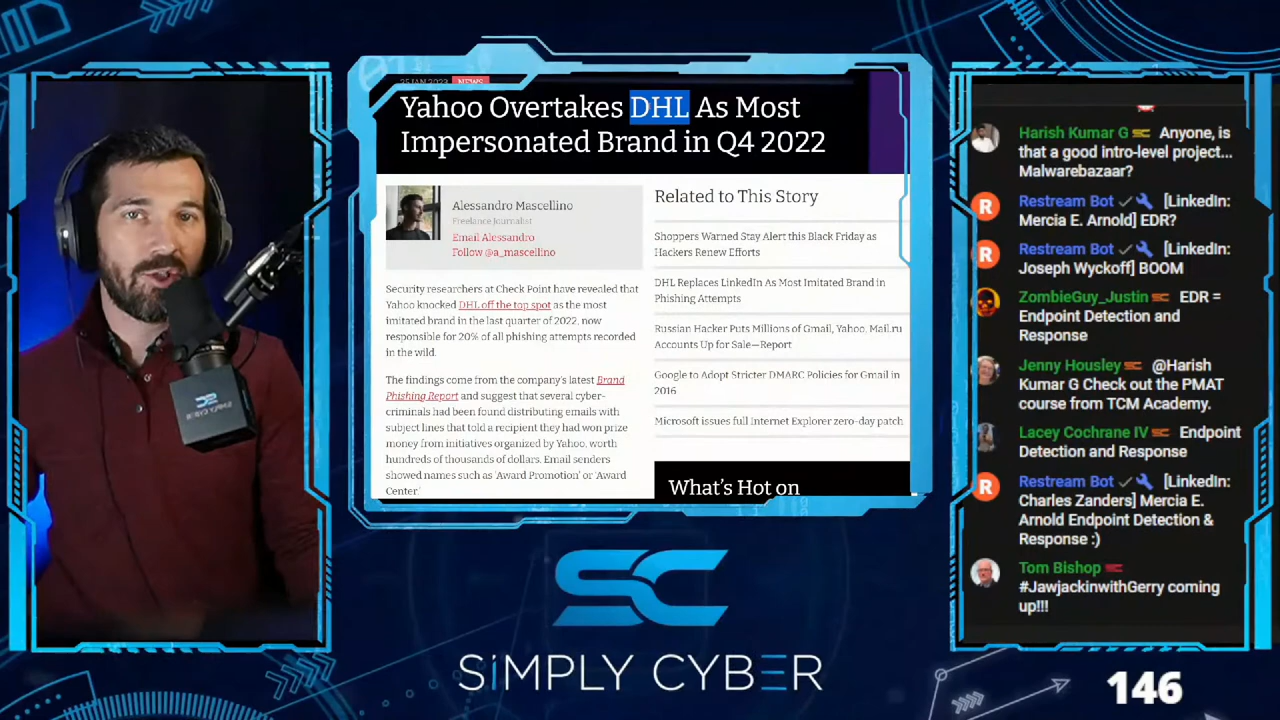 25 JAN 2023 NEWS
Yahoo Overtakes DHL As Most
Impersonated Brand in Q4 2022
Alessandro Mascellino
Freelance Journalist
Email Alessandro
Follow @a_mascellino
Security researchers at Check Point have revealed that
Yahoo knocked DHL off the top spot as the most
imitated brand in the last quarter of 2022, now
responsible for 20% of all phishing attempts recorded
in the wild.
The findings come from the company's latest Brand
Phishing Report and suggest that several cyber-
criminals had been found distributing emails with
subject lines that told a recipient they had won prize
money from initiatives organized by Yahoo, worth
hundreds of thousands of dollars. Email senders
showed names such as 'Award Promotion' or 'Award
Center.'
Related to This Story
Shoppers Warned Stay Alert this Black Friday as
Hackers Renew Efforts
DHL Replaces LinkedIn As Most Imitated Brand in
Phishing Attempts
Russian Hacker Puts Millions of Gmail, Yahoo, Mail.ru
Accounts Up for Sale—Report
Google to Adopt Stricter DMARC Policies for Gmail in
2016
Microsoft issues full Internet Explorer zero-day patch
What's Hot on
Harish Kumar G Anyone, is
that a good intro-level project...
Malwarebazaar?
R Restream Bot [LinkedIn:
Mercia E. Arnold] EDR?
R Restream Bot [LinkedIn:
Joseph Wyckoff] BOOM
ZombieGuy_Justin EDR =
Endpoint Detection and
Response
Jenny Housley @Harish
Kumar G Check out the PMAT
course from TCM Academy.
Lacey Cochrane IV Endpoint
Detection and Response
R Restream Bot [LinkedIn:
Charles Zanders] Mercia E.
Arnold Endpoint Detection &
Response :)
Tom Bishop
#JawjackinwithGerry coming
up!!!
SC
SIMPLY CYBER
146